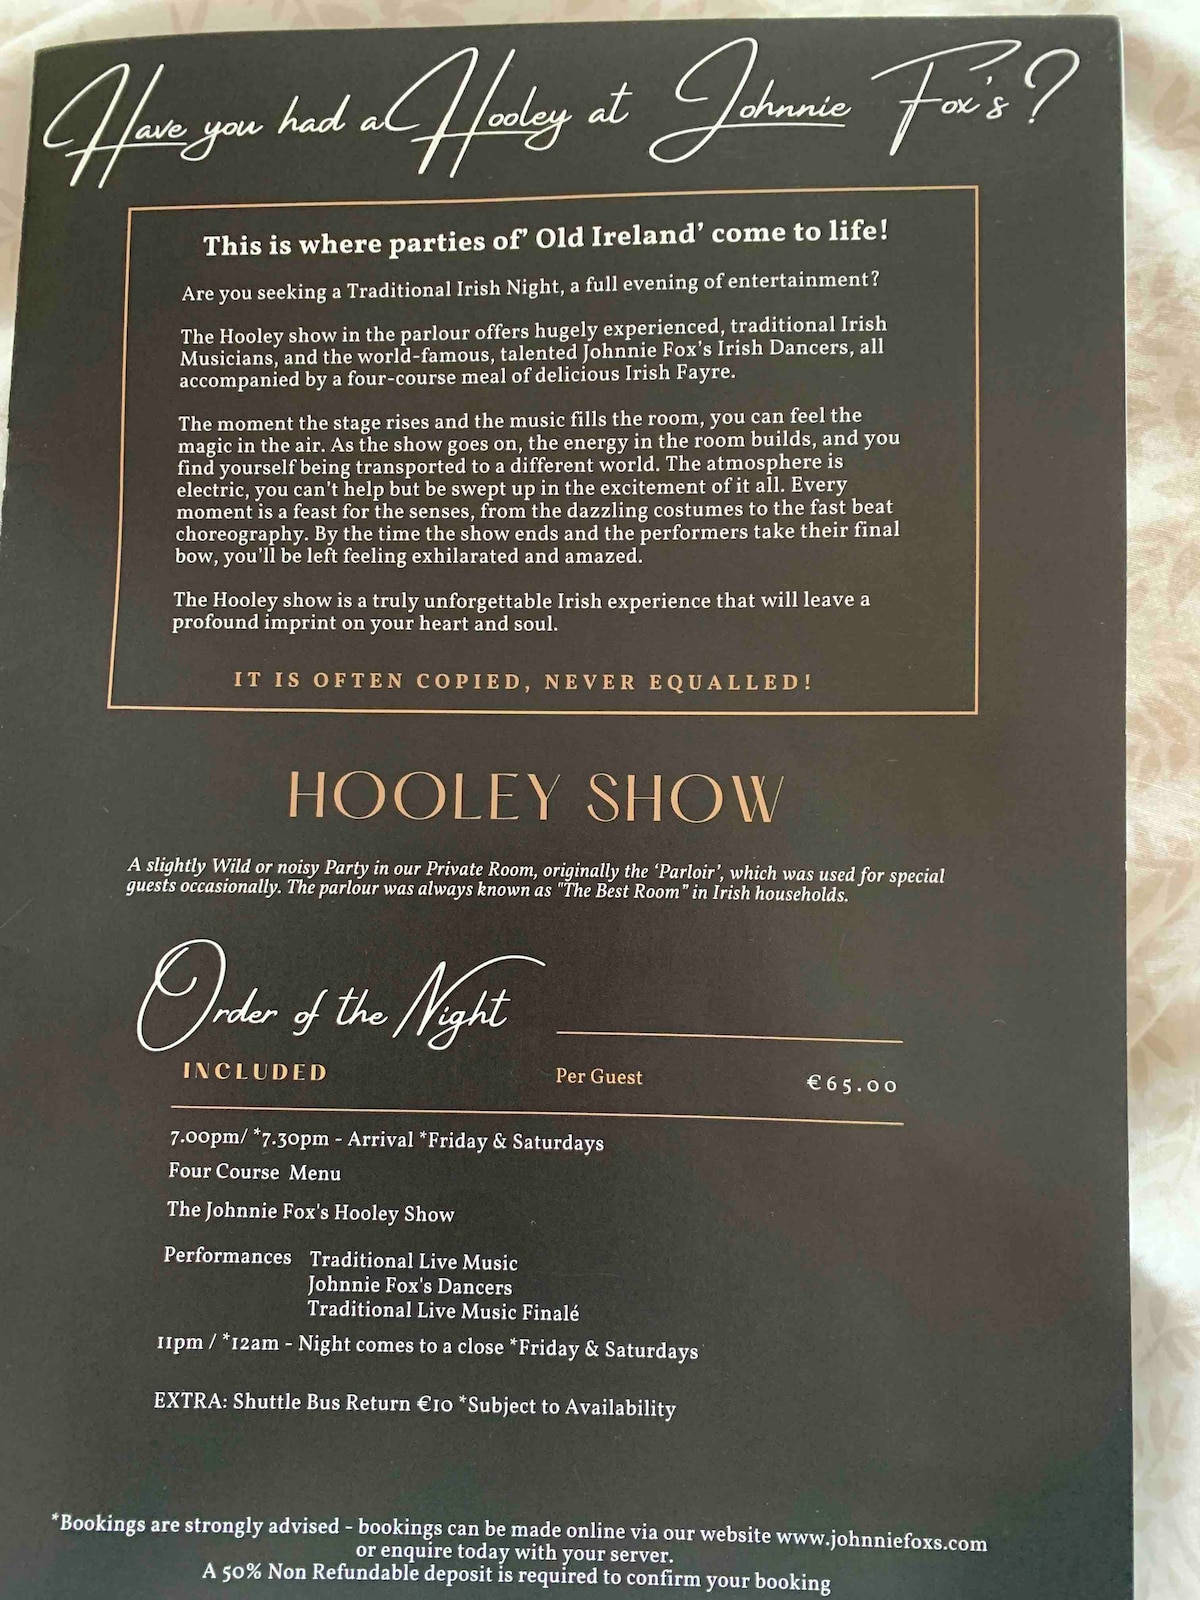 Have you had a Hooley at Johnnie Fox's?
This is where parties of’ Old Ireland’ come to life!
Are you seeking a Traditional Irish Night, a full evening of entertainment?
The Hooley show in the parlour offers hugely experienced, traditional Irish
Musicians, and the world-famous, talented Johnnie Fox's Irish Dancers, all
accompanied by a four-course meal of delicious Irish Fayre.
The moment the stage rises and the music fills the room, you can feel the
magic in the air. As the show goes on, the energy in the room builds, and you
find yourself being transported to a different world. The atmosphere is
electric, you can't help but be swept up in the excitement of it all. Every
moment is a feast for the senses, from the dazzling costumes to the fast beat
choreography. By the time the show ends and the performers take their final
bow, you'll be left feeling exhilarated and amazed.
The Hooley show is a truly unforgettable Irish experience that will leave a
profound imprint on your heart and soul.
IT IS OFTEN COPIED, NEVER EQUALLED!
HOOLEY SHOW
A slightly Wild or noisy Party in our Private Room, originally the ‘Parloir’, which was used for special
guests occasionally. The parlour was always known as "The Best Room” in Irish households.
Order of the Night
INCLUDED Per Guest €65.00
7.00pm/ *7.30pm - Arrival *Friday & Saturdays
Four Course Menu
The Johnnie Fox's Hooley Show
Performances Traditional Live Music
Johnnie Fox's Dancers
Traditional Live Music Finalé
11pm / *12am - Night comes to a close *Friday & Saturdays
EXTRA: Shuttle Bus Return €10 *Subject to Availability
*Bookings are strongly advised - bookings can be made online via our website www.johnniefoxs.com
or enquire today with your server.
A 50% Non Refundable deposit is required to confirm your booking